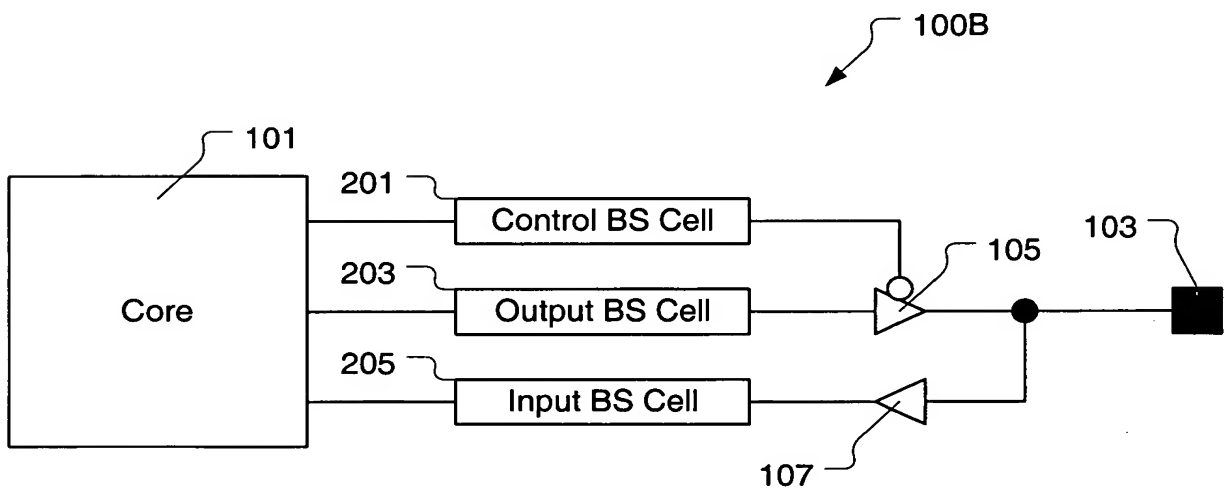 100B
101
201
Control BS Cell
103
105
203
Core
Output BS Cell
205
Input BS Cell
107